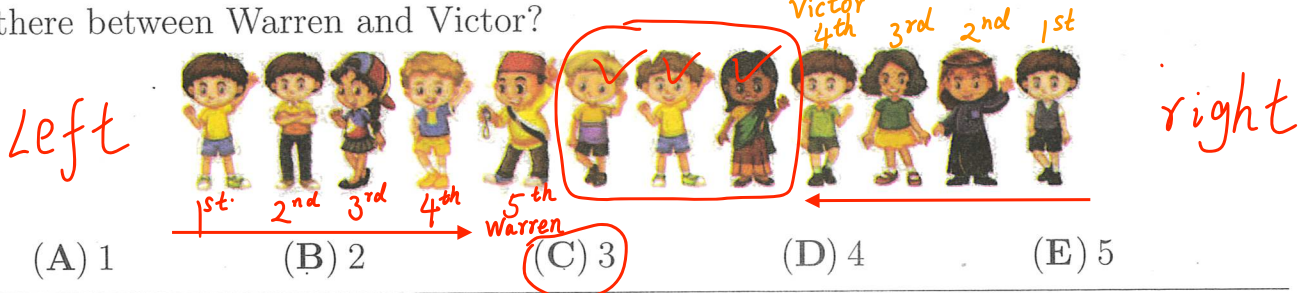 there between Warren and Victor?
Victor
4th 3rd 2nd 1st
Left
right
1st. 2nd 3rd 4th 5th
Warren
(A) 1 (B) 2 (C) 3 (D) 4 (E) 5